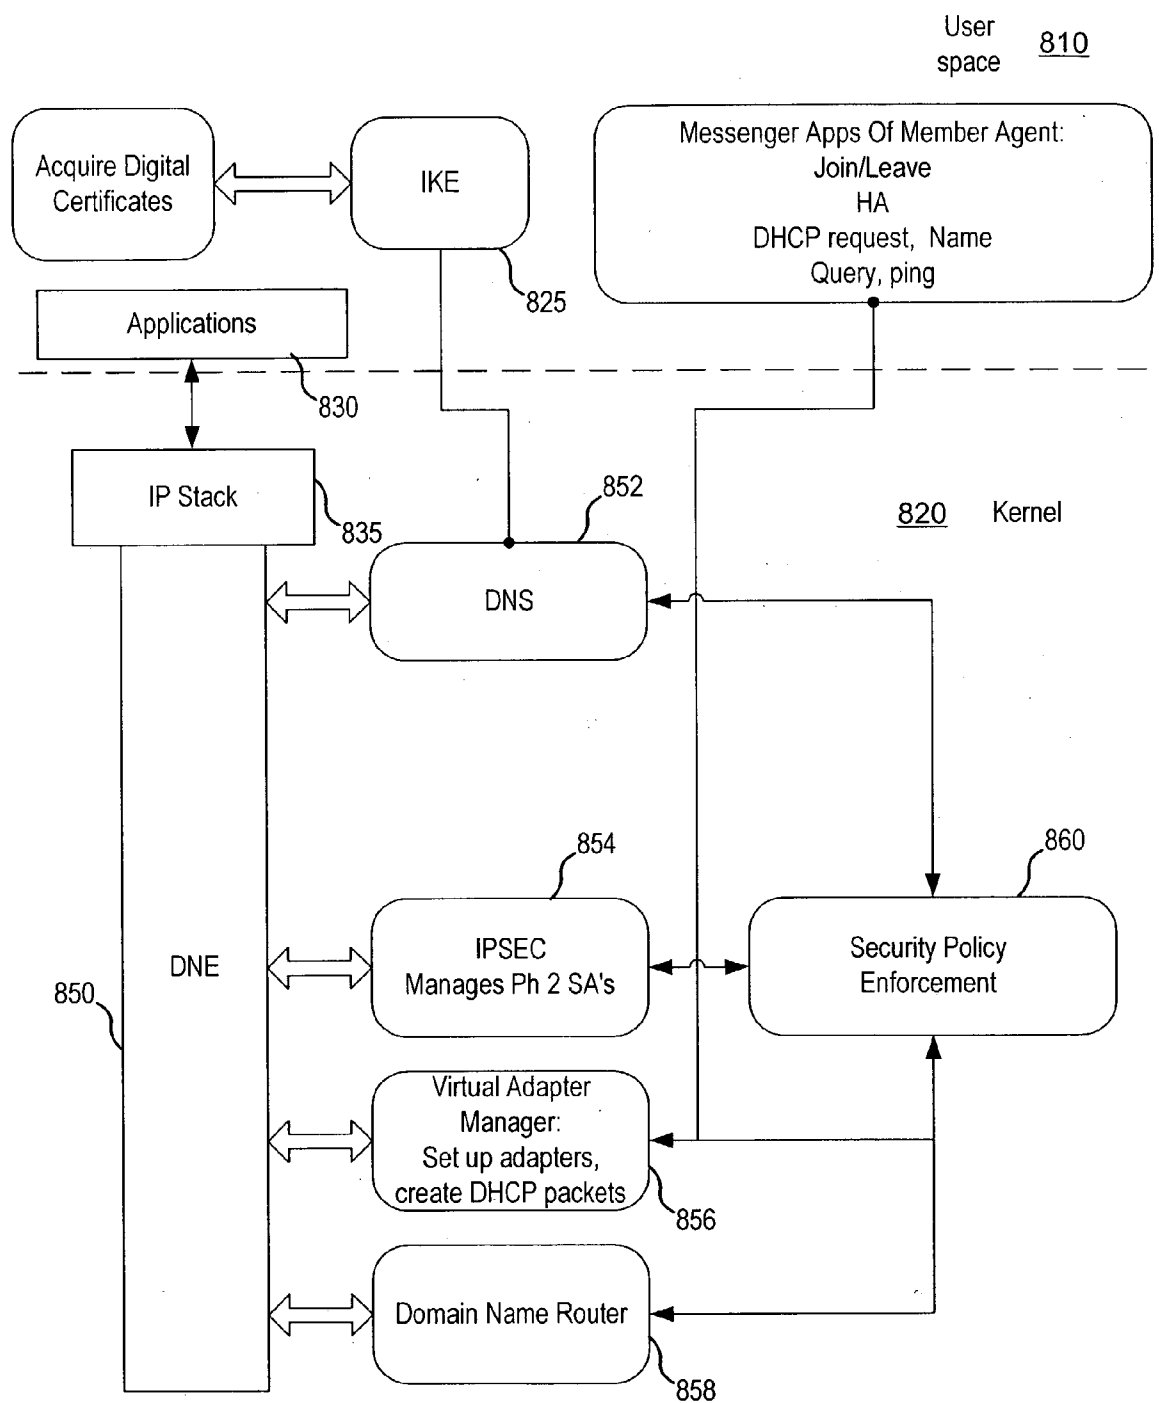 User
space
810
Acquire Digital
Certificates
IKE
825
Messenger Apps Of Member Agent:
Join/Leave
HA
DHCP request, Name
Query, ping
Applications
830
IP Stack
835
852
820
Kernel
DNS
854
860
IPSEC
Manages Ph 2 SA's
Security Policy
Enforcement
DNE
850
Virtual Adapter
Manager:
Set up adapters,
create DHCP packets
856
Domain Name Router
858